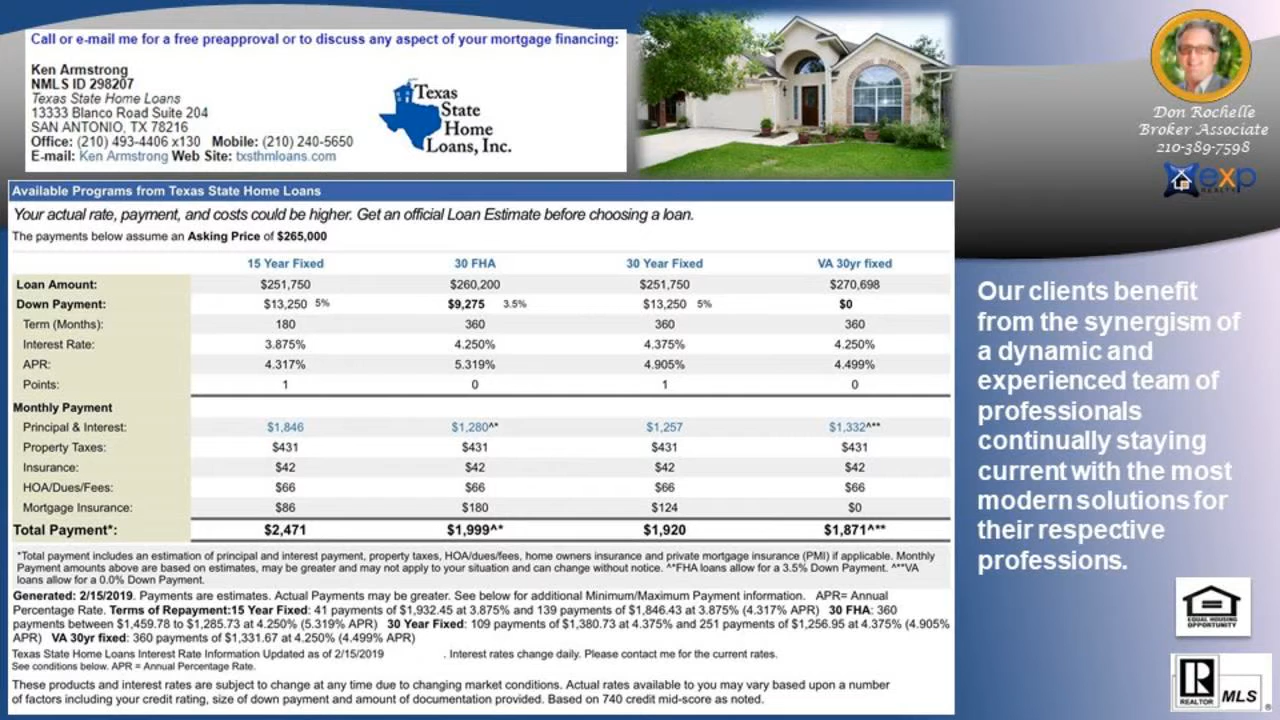 Call or e-mail me for a free preapproval or to discuss any aspect of your mortgage financing:
Ken Armstrong
NMLS ID 298207
Texas State Home Loans
13333 Blanco Road Suite 204
SAN ANTONIO, TX 78216
Office: (210) 493-4406 x130 Mobile: (210) 240-5650
E-mail: Ken Armstrong Web Site: txsthmloans.com
Texas
State
Home
Loans, Inc.
Don Rochelle
Broker Associate
210-389-7598
exp
REALTY
Available Programs from Texas State Home Loans
Your actual rate, payment, and costs could be higher. Get an official Loan Estimate before choosing a loan.
The payments below assume an Asking Price of $265,000
15 Year Fixed 30 FHA 30 Year Fixed VA 30yr fixed
Loan Amount: $251,750 $260,200 $251,750 $270,698
Down Payment: $13,250 5% $9,275 3.5% $13,250 5% $0
Term (Months): 180 360 360 360
Interest Rate: 3.875% 4.250% 4.375% 4.250%
APR: 4.317% 5.319% 4.905% 4.499%
Points: 1 0 1 0
Monthly Payment
Principal & Interest: $1,846 $1,280^* $1,257 $1,332^**
Property Taxes: $431 $431 $431 $431
Insurance: $42 $42 $42 $42
HOA/Dues/Fees: $66 $66 $66 $66
Mortgage Insurance: $86 $180 $124 $0
Total Payment*: $2,471 $1,999^* $1,920 $1,871^**
*Total payment includes an estimation of principal and interest payment, property taxes, HOA/dues/fees, home owners insurance and private mortgage insurance (PMI) if applicable. Monthly
Payment amounts above are based on estimates, may be greater and may not apply to your situation and can change without notice. ^*FHA loans allow for a 3.5% Down Payment. ^**VA
loans allow for a 0.0% Down Payment.
Generated: 2/15/2019. Payments are estimates. Actual Payments may be greater. See below for additional Minimum/Maximum Payment information. APR= Annual
Percentage Rate. Terms of Repayment:15 Year Fixed: 41 payments of $1,932.45 at 3.875% and 139 payments of $1,846.43 at 3.875% (4.317% APR) 30 FHA: 360
payments between $1,459.78 to $1,285.73 at 4.250% (5.319% APR) 30 Year Fixed: 109 payments of $1,380.73 at 4.375% and 251 payments of $1,256.95 at 4.375% (4.905%
APR) VA 30yr fixed: 360 payments of $1,331.67 at 4.250% (4.499% APR)
Texas State Home Loans Interest Rate Information Updated as of 2/15/2019 . Interest rates change daily. Please contact me for the current rates.
See conditions below. APR = Annual Percentage Rate.
These products and interest rates are subject to change at any time due to changing market conditions. Actual rates available to you may vary based upon a number
of factors including your credit rating, size of down payment and amount of documentation provided. Based on 740 credit mid-score as noted.
Our clients benefit
from the synergism of
a dynamic and
experienced team of
professionals
continually staying
current with the most
modern solutions for
their respective
professions.
EQUAL HOUSING
OPPORTUNITY
R
REALTOR MLS ®